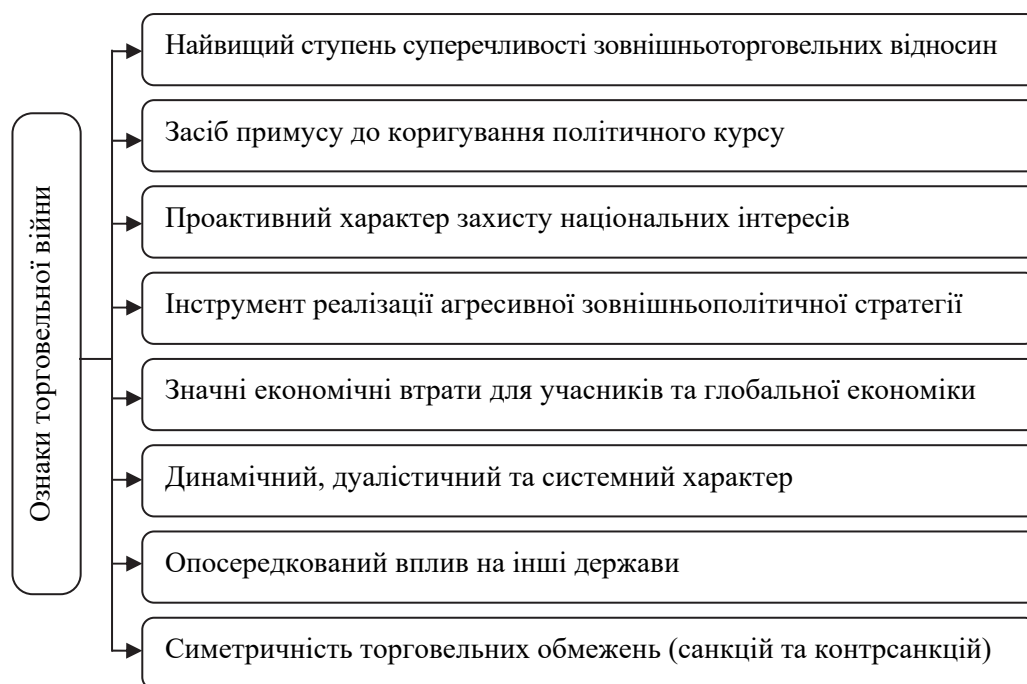 Ознаки торговельної війни
Найвищий ступень суперечливості зовнішньоторговельних відносин
Засіб примусу до коригування політичного курсу
Проактивний характер захисту національних інтересів
Інструмент реалізації агресивної зовнішньополітичної стратегії
Значні економічні втрати для учасників та глобальної економіки
Динамічний, дуалістичний та системний характер
Опосередкований вплив на інші держави
Симетричність торговельних обмежень (санкцій та контрсанкцій)